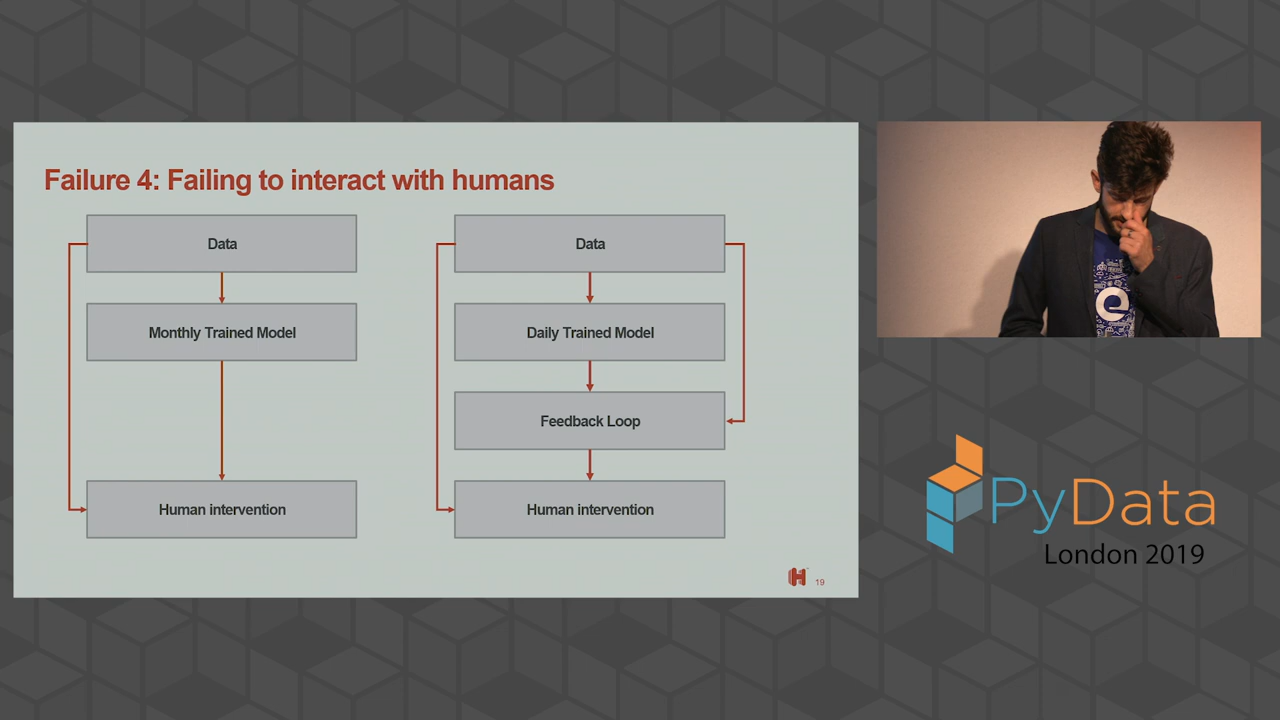 Failure 4: Failing to interact with humans
Data
Monthly Trained Model
Human intervention
Data
Daily Trained Model
Feedback Loop
Human intervention
H
19
e
PyData
London 2019